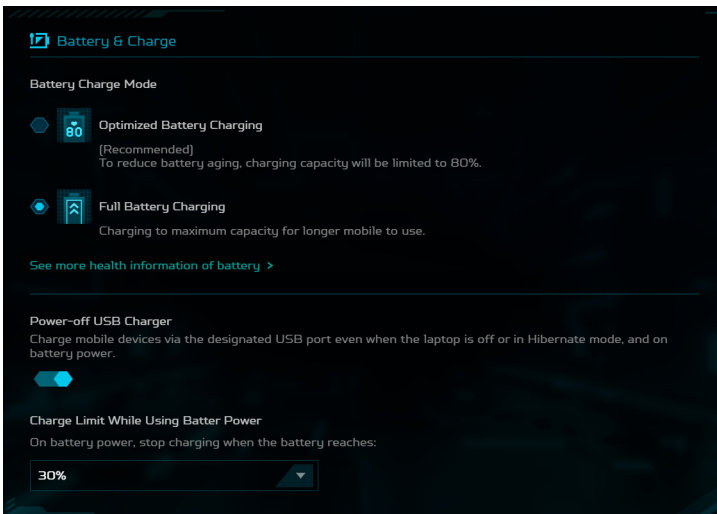 Battery & Charge
Battery Charge Mode
80
Optimized Battery Charging
(Recommended)
To reduce battery aging, charging capacity will be limited to 80%.
Full Battery Charging
Charging to maximum capacity for longer mobile to use.
See more health information of battery >
Power-off USB Charger
Charge mobile devices via the designated USB port even when the laptop is off or in Hibernate mode, and on
battery power.
Charge Limit While Using Batter Power
On battery power, stop charging when the battery reaches:
30%